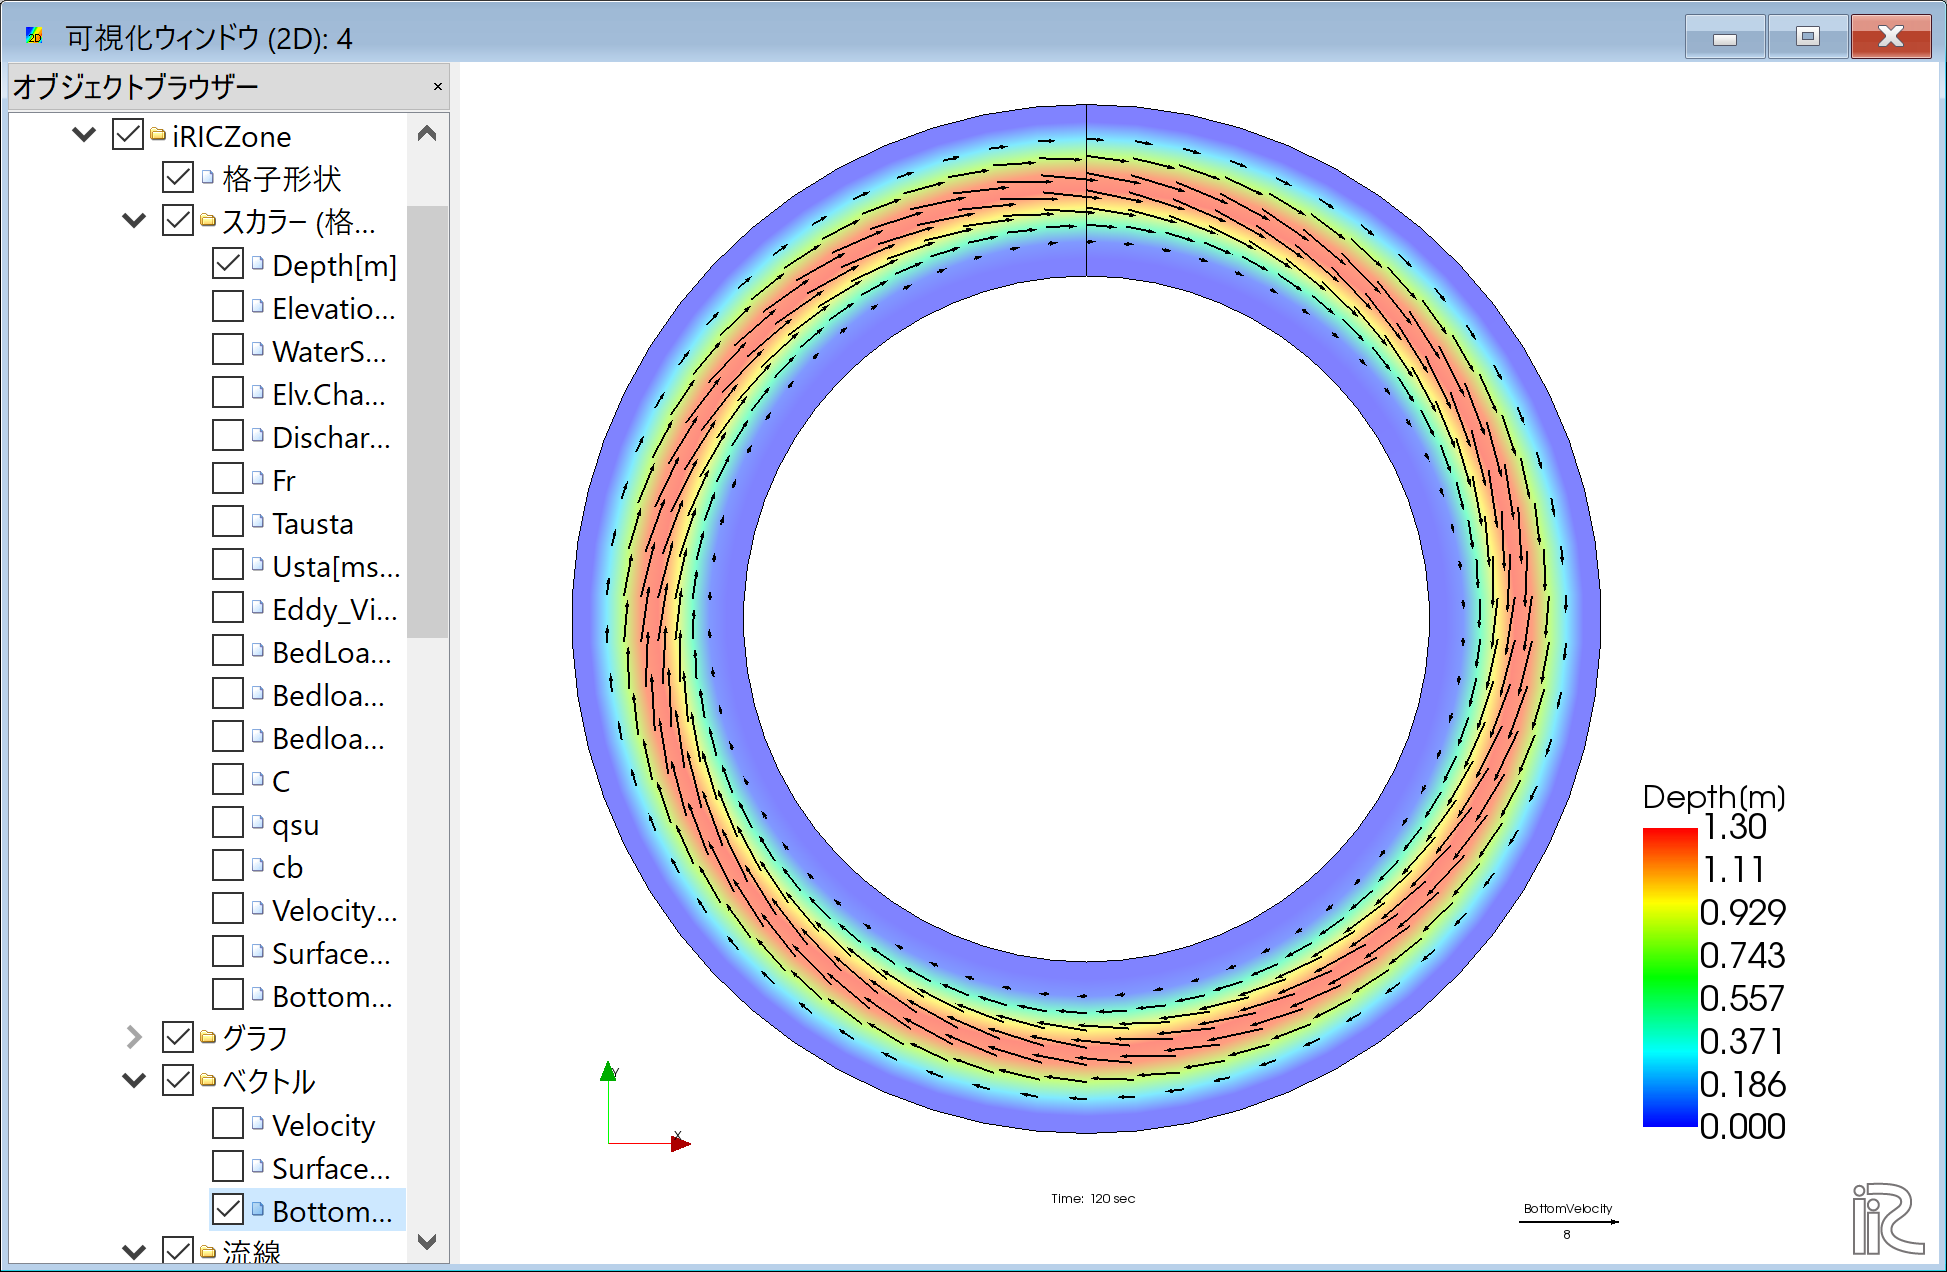 可視化ウィンドウ (2D): 4
オブジェクトブラウザー
iRICZone
格子形状
スカラー (格...
Depth[m]
Elevatio...
WaterS...
Elv.Cha...
Dischar...
Fr
Tausta
Usta[ms...
Eddy_Vi...
BedLoa...
Bedloa...
Bedloa...
C
qsu
cb
Velocity...
Surface...
Bottom...
グラフ
ベクトル
Velocity
Surface...
Bottom...
流線
Depth(m)
1.30
1.11
0.929
0.743
0.557
0.371
0.186
0.000
Y
X
Time: 120 sec
BottomVelocity
8
iRIC